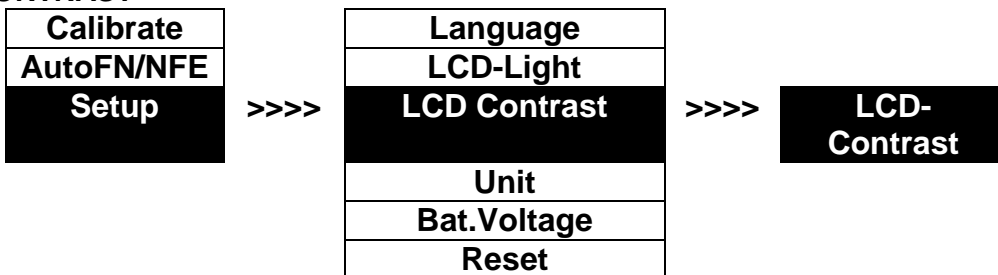 Calibrate
AutoFN/NFE
Setup
>>>>
Language
LCD-Light
LCD Contrast
Unit
Bat.Voltage
Reset
>>>>
LCD-
Contrast